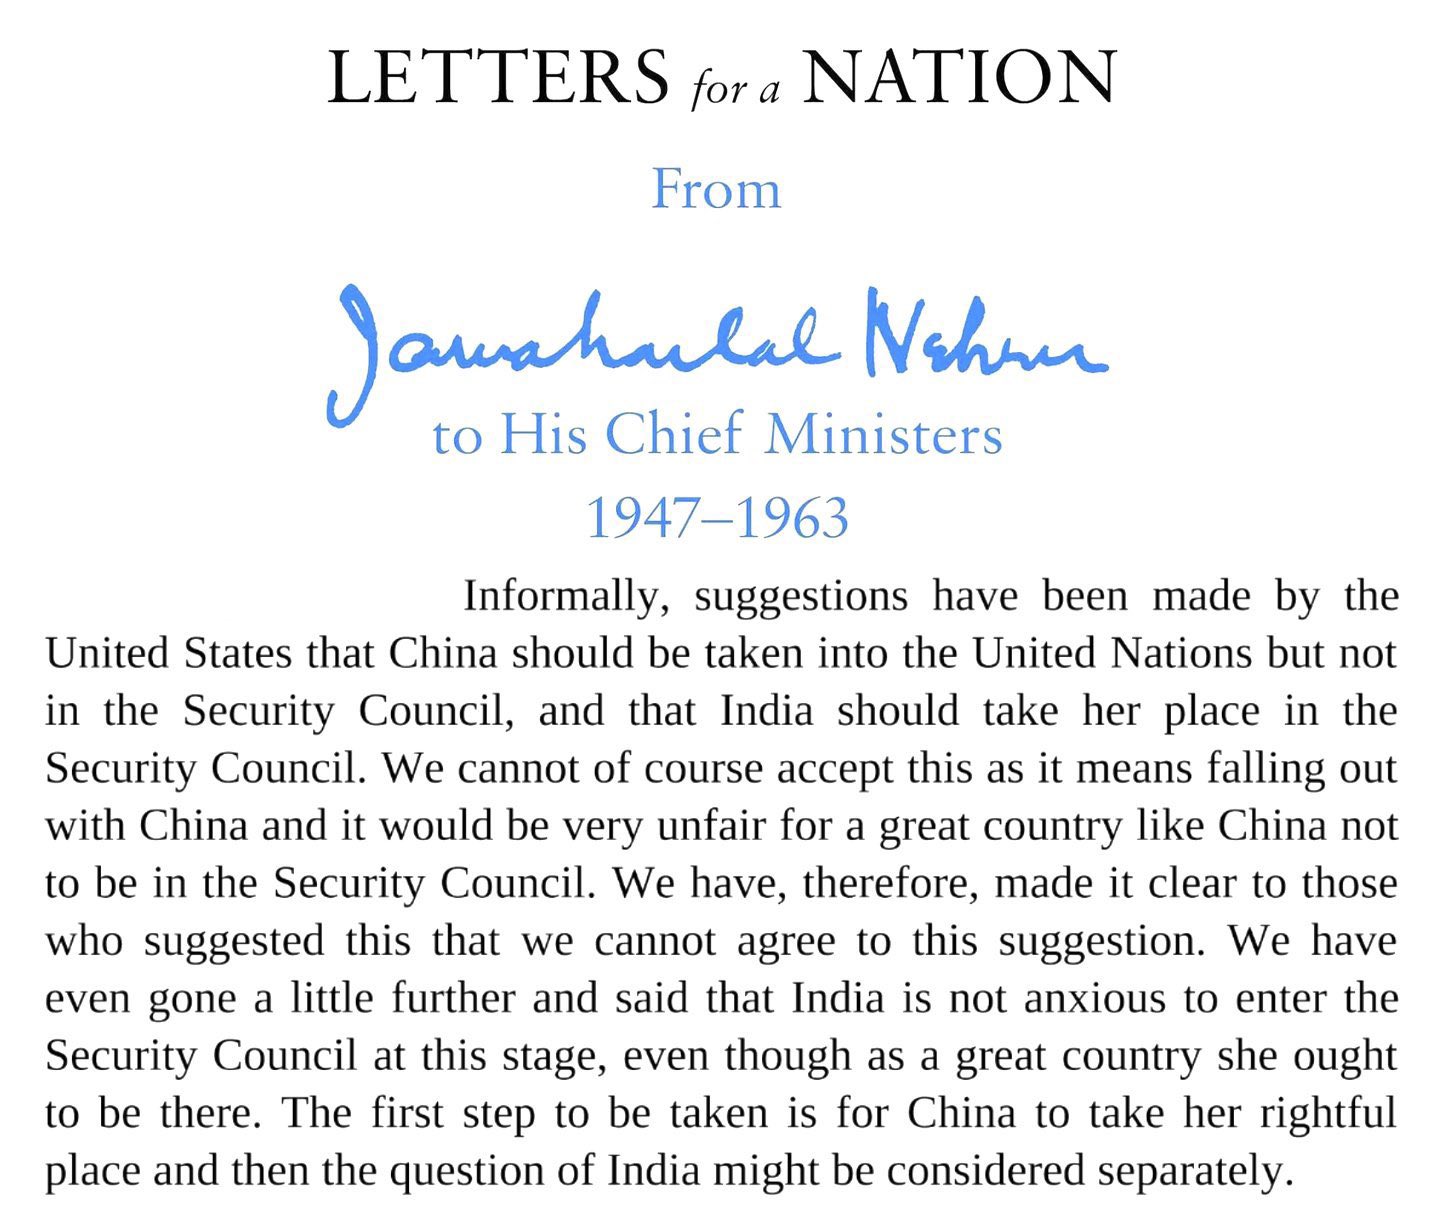 LETTERS for a NATION
From
Jawaharlal Nehru
to His Chief Ministers
1947–1963
Informally, suggestions have been made by the
United States that China should be taken into the United Nations but not
in the Security Council, and that India should take her place in the
Security Council. We cannot of course accept this as it means falling out
with China and it would be very unfair for a great country like China not
to be in the Security Council. We have, therefore, made it clear to those
who suggested this that we cannot agree to this suggestion. We have
even gone a little further and said that India is not anxious to enter the
Security Council at this stage, even though as a great country she ought
to be there. The first step to be taken is for China to take her rightful
place and then the question of India might be considered separately.